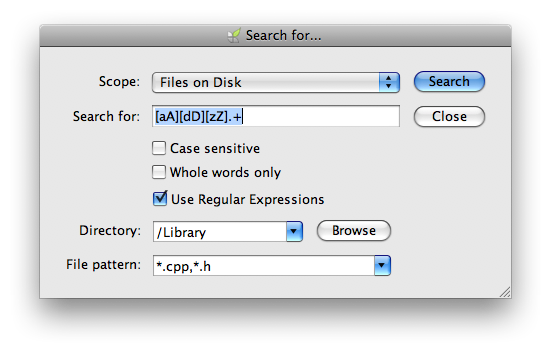 Search for...
Scope: Files on Disk Search
Search for: [aA][dD][zZ].+ Close
Case sensitive
Whole words only
Use Regular Expressions
Directory: /Library Browse
File pattern: *.cpp,*.h